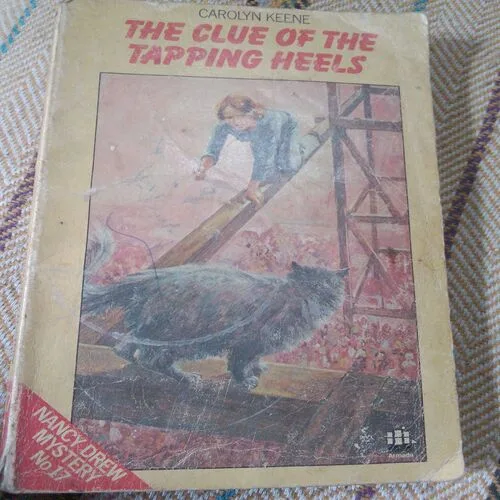 CAROLYN KEENE
THE CLUE OF THE
TAPPING HEELS
NANCY DREW
MYSTERY
No.17
Armada